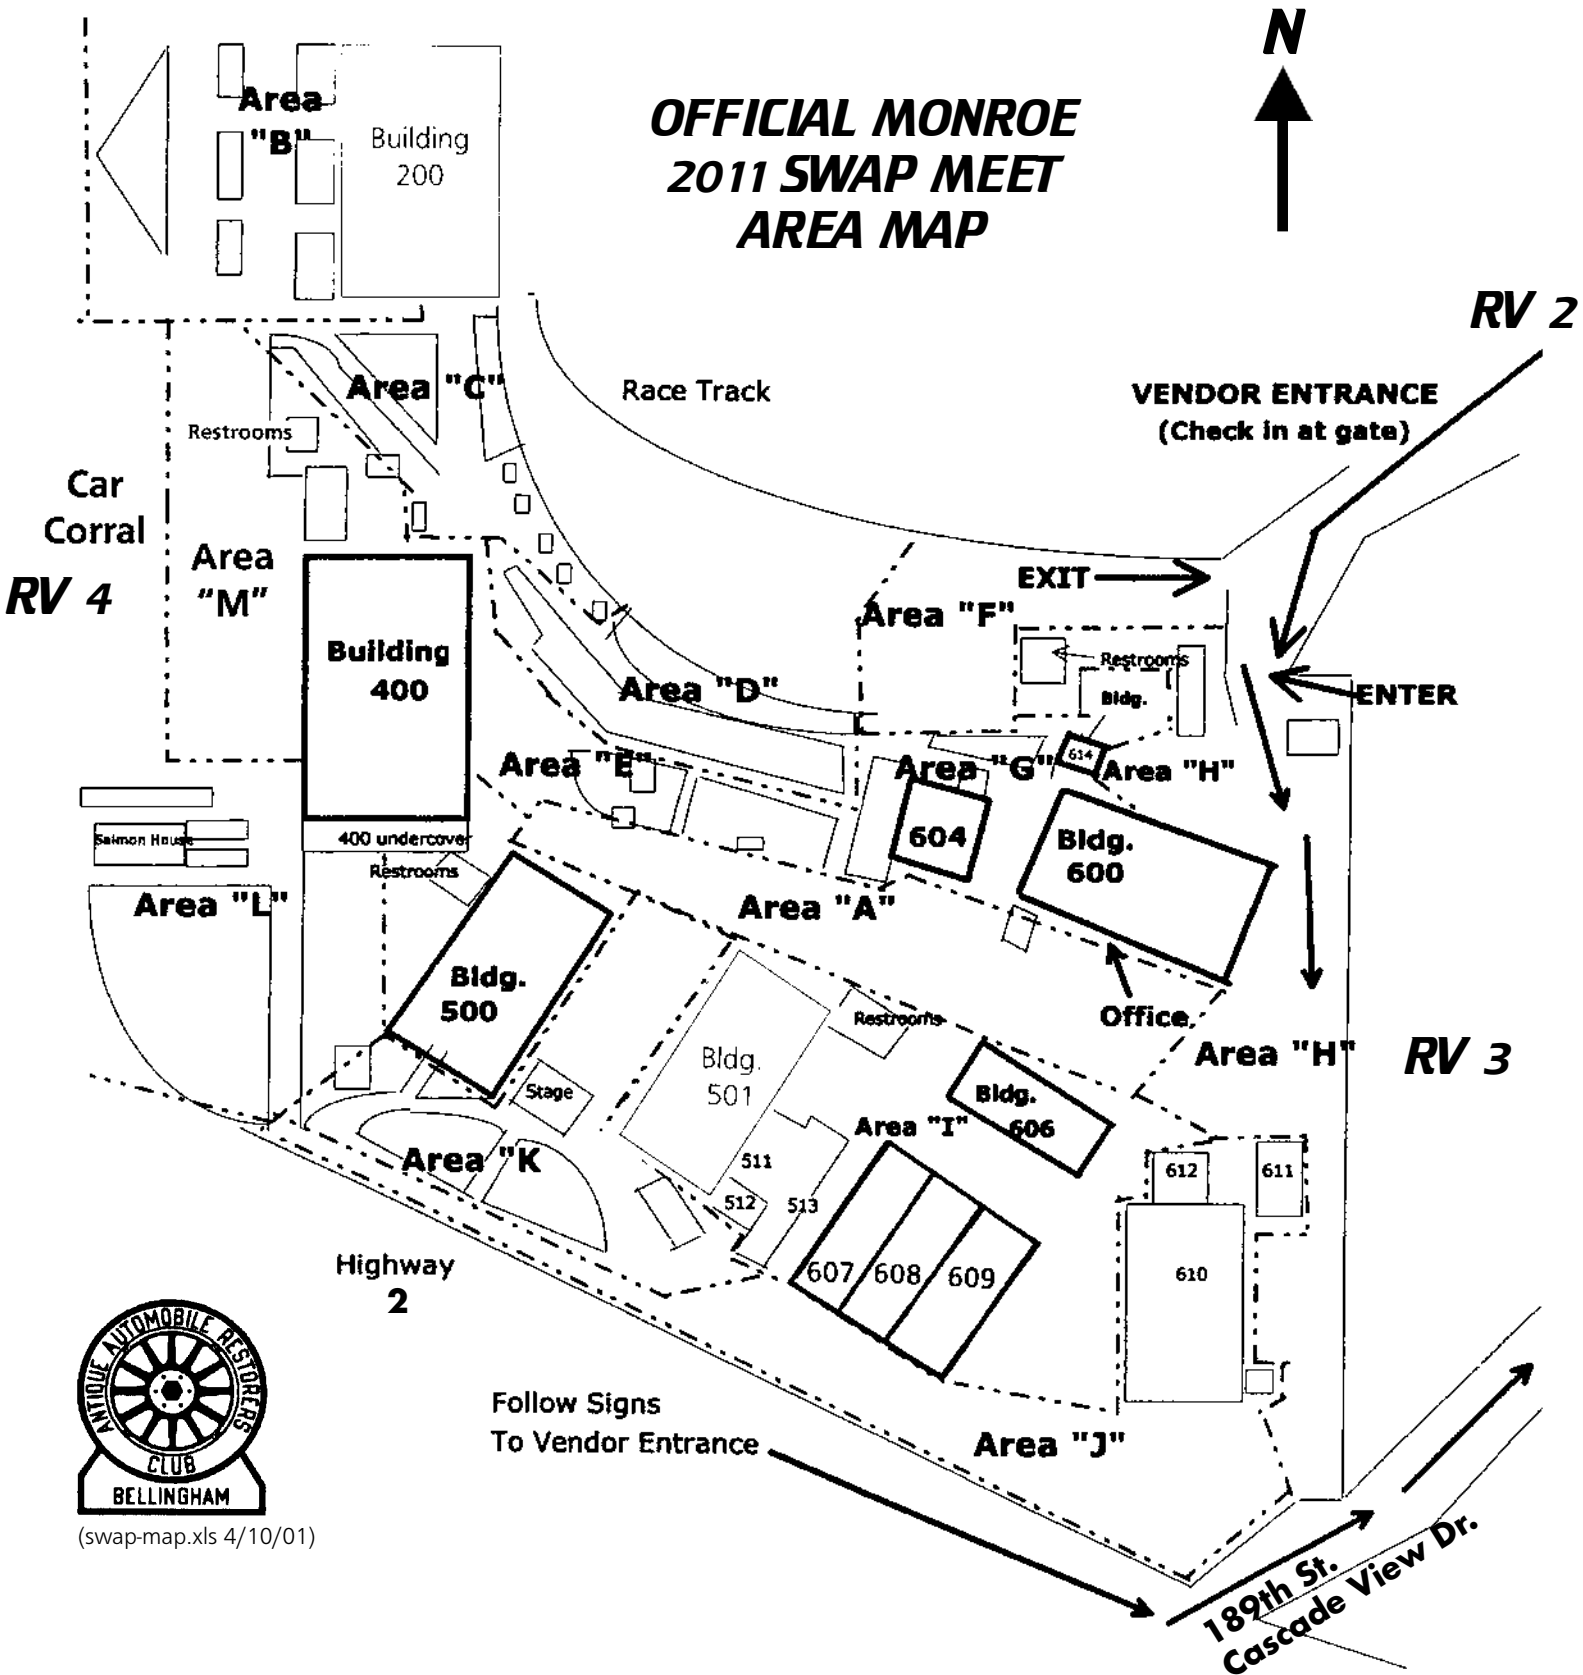 N
OFFICIAL MONROE
2011 SWAP MEET
AREA MAP
Area
"B"
Building
200
RV 2
VENDOR ENTRANCE
(Check in at gate)
Race Track
Area "C"
Restrooms
Car
Corral
RV 4
Area
“M”
EXIT
Area "F"
Restrooms
Bldg.
ENTER
Building
400
Area "D"
Area "E"
Area "G"
614
Area "H"
604
Bldg.
600
Salmon House
400 undercover
Restrooms
Area "L"
Area "A"
Bldg.
500
Office
Restrooms
Area "H"
RV 3
Bldg.
501
Stage
Bldg.
606
Area "I"
Area "K
511
512
513
612
611
607
608
609
610
Highway
2
ANTIQUE AUTOMOBILE RESTORERS
CLUB
BELLINGHAM
(swap-map.xls 4/10/01)
Follow Signs
To Vendor Entrance
Area "J"
189th St.
Cascade View Dr.